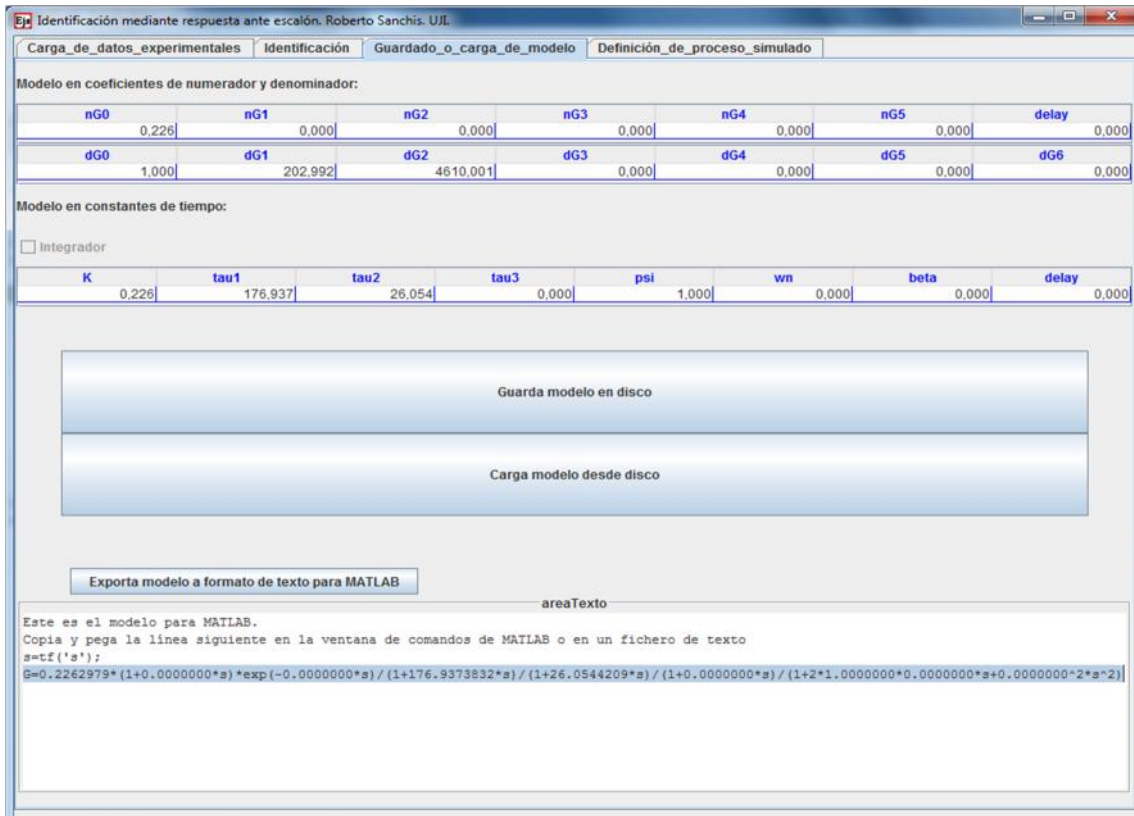 Eje Identificación mediante respuesta ante escalón. Roberto Sanchis. UJI.
Carga_de_datos_experimentales Identificación Guardado_o_carga_de_modelo Definición_de_proceso_simulado
Modelo en coeficientes de numerador y denominador:
nG0 nG1 nG2 nG3 nG4 nG5 delay
0,226 0,000 0,000 0,000 0,000 0,000 0,000
dG0 dG1 dG2 dG3 dG4 dG5 dG6
1,000 202,992 4610,001 0,000 0,000 0,000 0,000
Modelo en constantes de tiempo:
Integrador
K tau1 tau2 tau3 psi wn beta delay
0,226 176,937 26,054 0,000 1,000 0,000 0,000 0,000
Guarda modelo en disco
Carga modelo desde disco
Exporta modelo a formato de texto para MATLAB
areaTexto
Este es el modelo para MATLAB.
Copia y pega la línea siguiente en la ventana de comandos de MATLAB o en un fichero de texto
s=tf('s');
G=0.2262979*(1+0.0000000*s)*exp(-0.0000000*s)/(1+176.9373832*s)/(1+26.0544209*s)/(1+0.0000000*s)/(1+2*1.0000000*0.0000000*s+0.0000000^2*s^2)